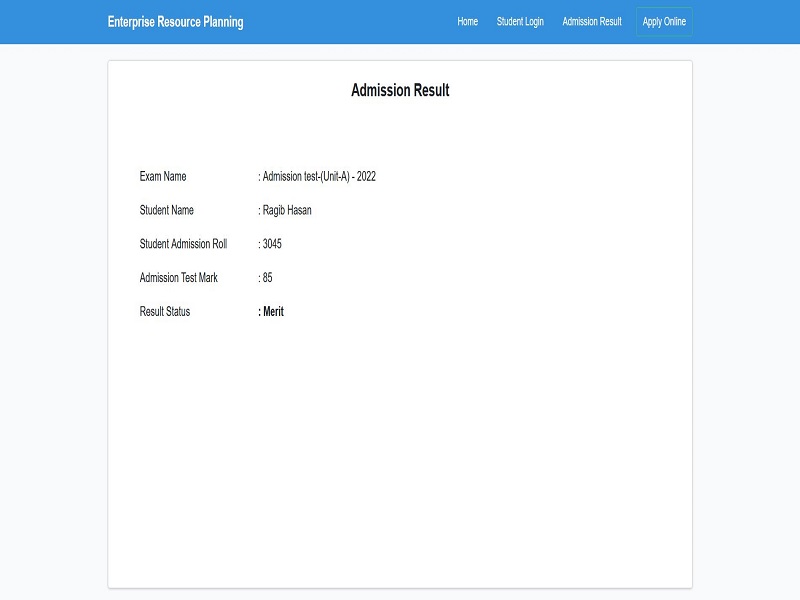 Enterprise Resource Planning
Home Student Login Admission Result Apply Online
Admission Result
Exam Name : Admission test-(Unit-A) - 2022
Student Name : Ragib Hasan
Student Admission Roll : 3045
Admission Test Mark : 85
Result Status : Merit